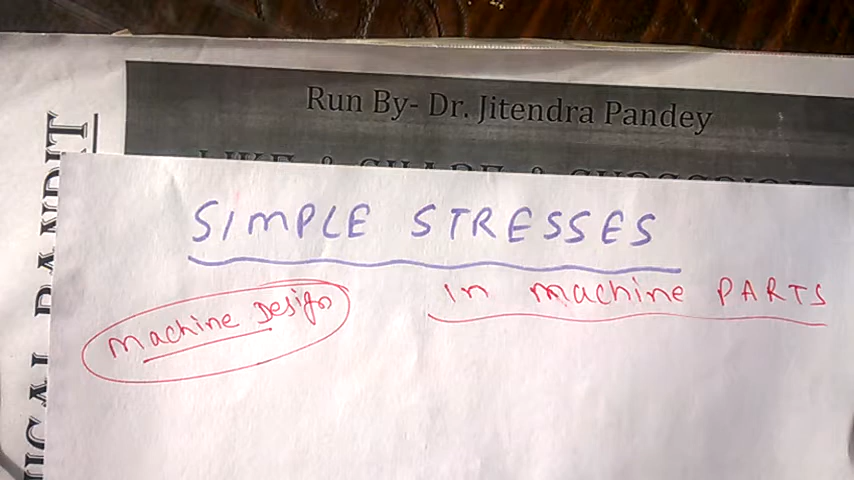 Run By- Dr. Jitendra Pandey
SIMPLE STRESSES
in machine PARTS
machine Design